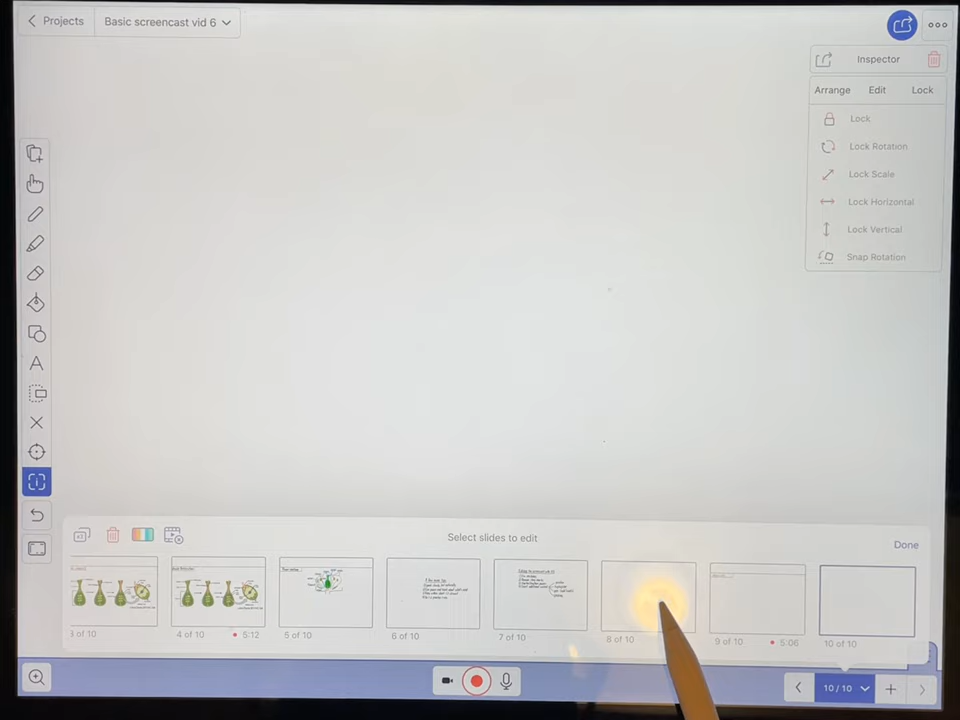 Projects
Basic screencast vid 6
Inspector
Arrange Edit Lock
Lock
Lock Rotation
Lock Scale
Lock Horizontal
Lock Vertical
Snap Rotation
A
x3
Select slides to edit
Done
3 of 10
4 of 10 5:12
5 of 10
6 of 10
7 of 10
8 of 10
9 of 10 5:06
10 of 10
10 / 10